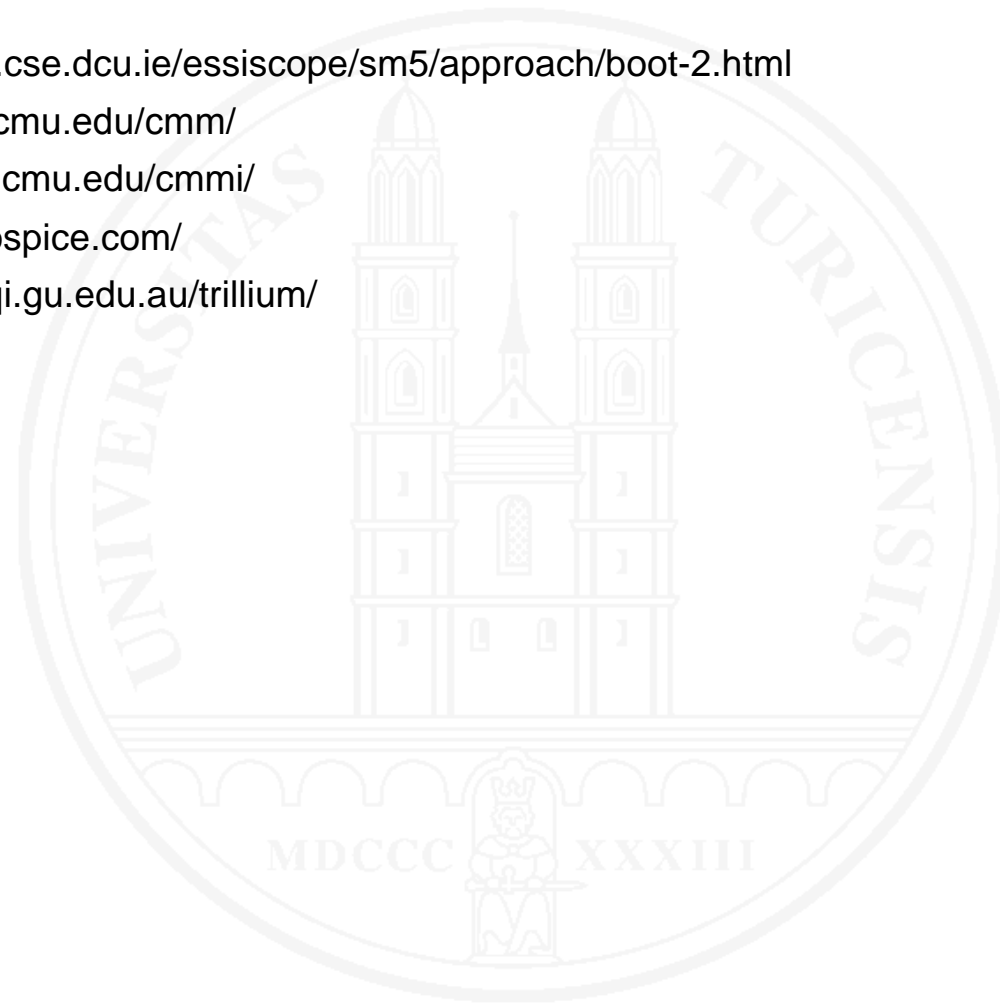 .cse.dcu.ie/essiscope/sm5/approach/boot-2.html
cmu.edu/cmm/
.cmu.edu/cmmi/
ospice.com/
qi.gu.edu.au/trillium/
UNIVERSITAS
TURICENSIS
MDCCC XXXIII